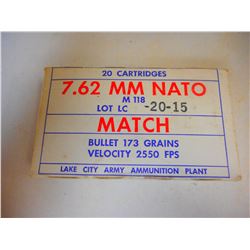 20 CARTRIDGES
7.62 MM NATO
M 118
LOT LC -20-15
MATCH
BULLET 173 GRAINS
VELOCITY 2550 FPS
LAKE CITY ARMY AMMUNITION PLANT